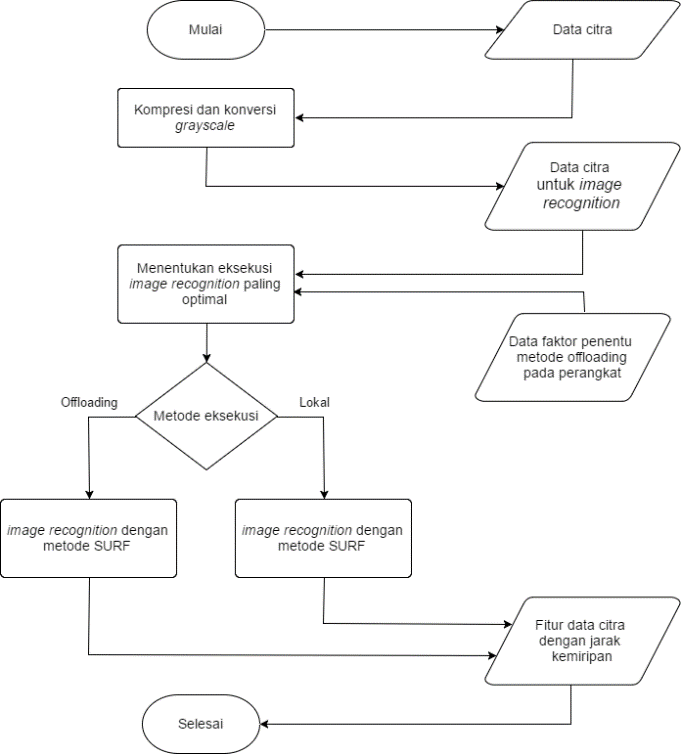 Mulai
Data citra
Kompresi dan konversi
grayscale
Data citra
untuk image
recognition
Menentukan eksekusi
image recognition paling
optimal
Data faktor penentu
metode offloading
pada perangkat
Metode eksekusi
Offloading
Lokal
image recognition dengan
metode SURF
image recognition dengan
metode SURF
Fitur data citra
dengan jarak
kemiripan
Selesai